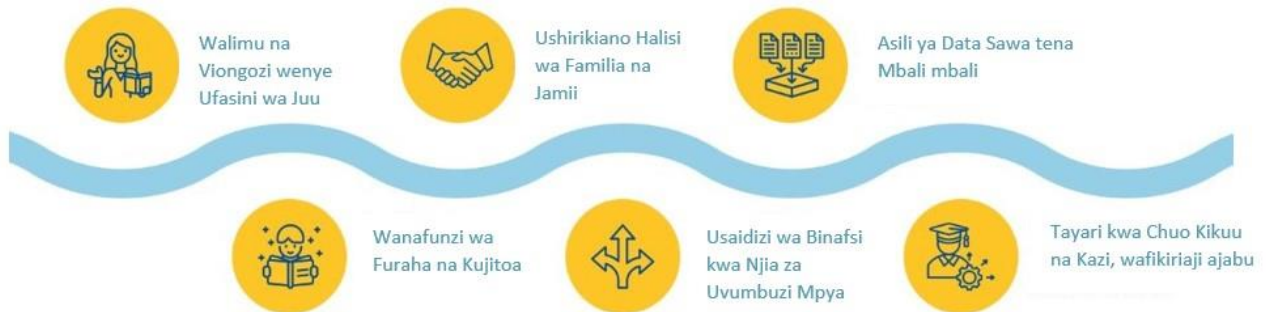 Walimu na
Viongozi wenye
Ufasini wa Juu
Ushirikiano Halisi
wa Familia na
Jamii
Asili ya Data Sawa tena
Mbali mbali
Wanafunzi wa
Furaha na Kujitoa
Usaidizi wa Binafsi
kwa Njia za
Uvumbuzi Mpya
Tayari kwa Chuo Kikuu
na Kazi, wafikiriaji ajabu